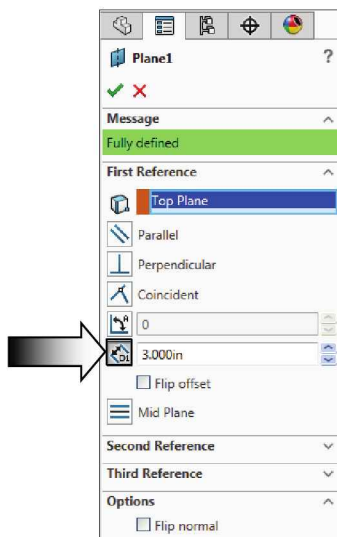 Plane1 ?
Message
Fully defined
First Reference
Top Plane
Parallel
Perpendicular
Coincident
0
3.000in
Flip offset
Mid Plane
Second Reference
Third Reference
Options
Flip normal